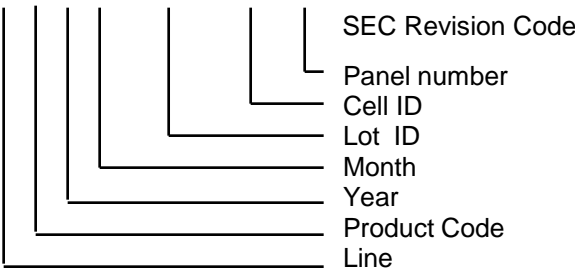 SEC Revision Code
Panel number
Cell ID
Lot ID
Month
Year
Product Code
Line